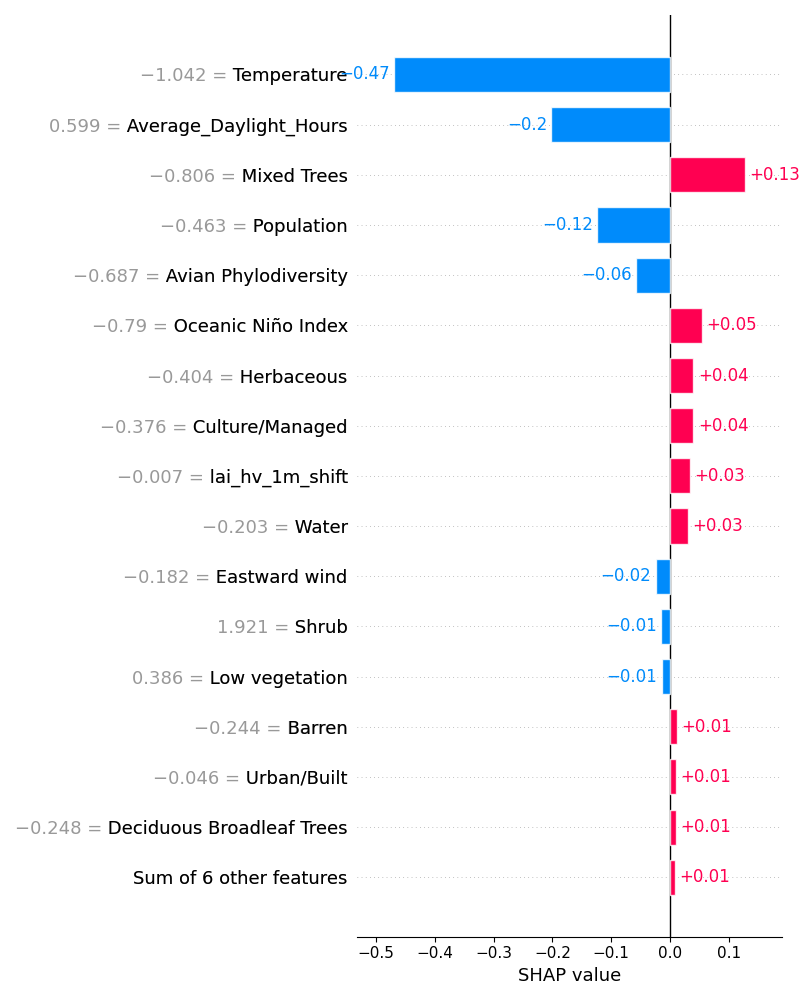 −1.042 = Temperature −0.47
0.599 = Average_Daylight_Hours −0.2
−0.806 = Mixed Trees +0.13
−0.463 = Population −0.12
−0.687 = Avian Phylodiversity −0.06
−0.79 = Oceanic Niño Index +0.05
−0.404 = Herbaceous +0.04
−0.376 = Culture/Managed +0.04
−0.007 = lai_hv_1m_shift +0.03
−0.203 = Water +0.03
−0.182 = Eastward wind −0.02
1.921 = Shrub −0.01
0.386 = Low vegetation −0.01
−0.244 = Barren +0.01
−0.046 = Urban/Built +0.01
−0.248 = Deciduous Broadleaf Trees +0.01
Sum of 6 other features +0.01
−0.5 −0.4 −0.3 −0.2 −0.1 0.0 0.1
SHAP value